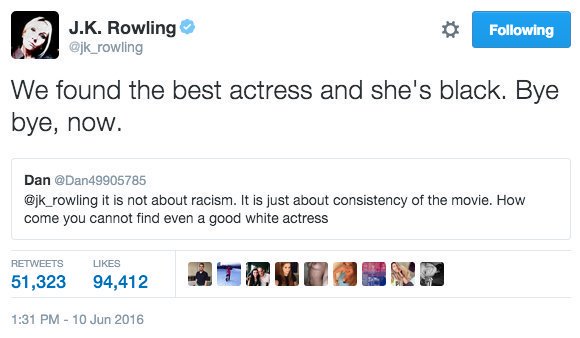 J.K. Rowling
@jk_rowling
Following
We found the best actress and she's black. Bye
bye, now.
Dan @Dan49905785
@jk_rowling it is not about racism. It is just about consistency of the movie. How
come you cannot find even a good white actress
RETWEETS LIKES
51,323 94,412
1:31 PM - 10 Jun 2016